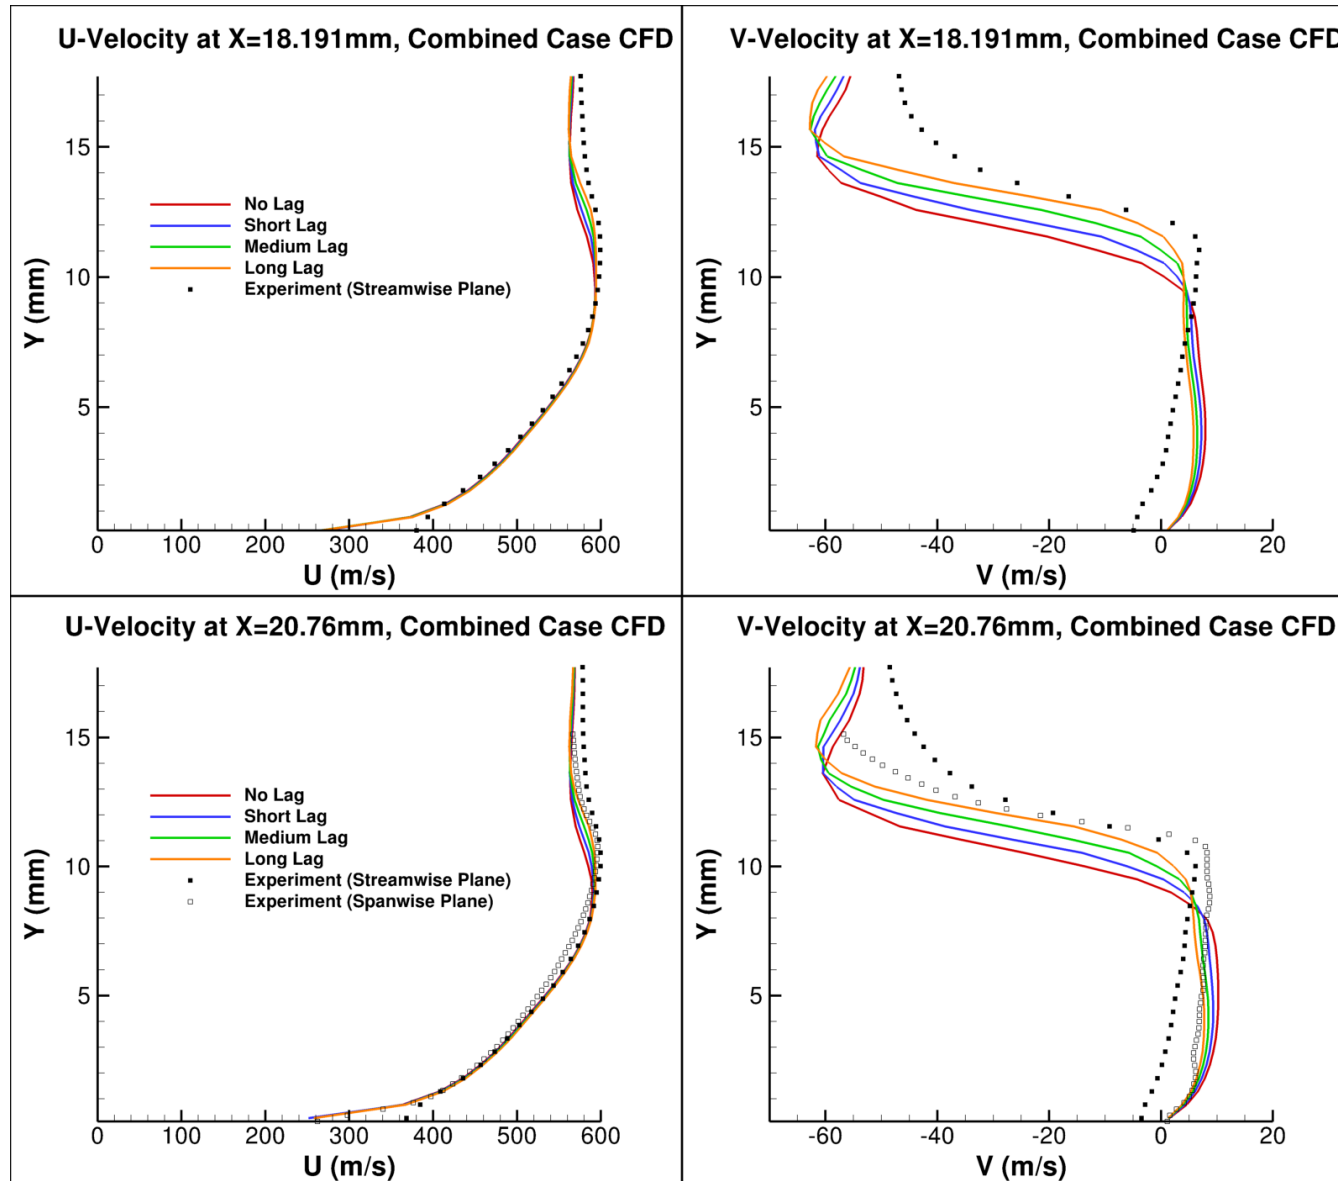 U-Velocity at X=18.191mm, Combined Case CFD
15
10
5
Y (mm)
No Lag
Short Lag
Medium Lag
Long Lag
Experiment (Streamwise Plane)
0 100 200 300 400 500 600
U (m/s)
V-Velocity at X=18.191mm, Combined Case CFD
15
10
5
Y (mm)
-60 -40 -20 0 20
V (m/s)
U-Velocity at X=20.76mm, Combined Case CFD
15
10
5
Y (mm)
No Lag
Short Lag
Medium Lag
Long Lag
Experiment (Streamwise Plane)
Experiment (Spanwise Plane)
0 100 200 300 400 500 600
U (m/s)
V-Velocity at X=20.76mm, Combined Case CFD
15
10
5
Y (mm)
-60 -40 -20 0 20
V (m/s)